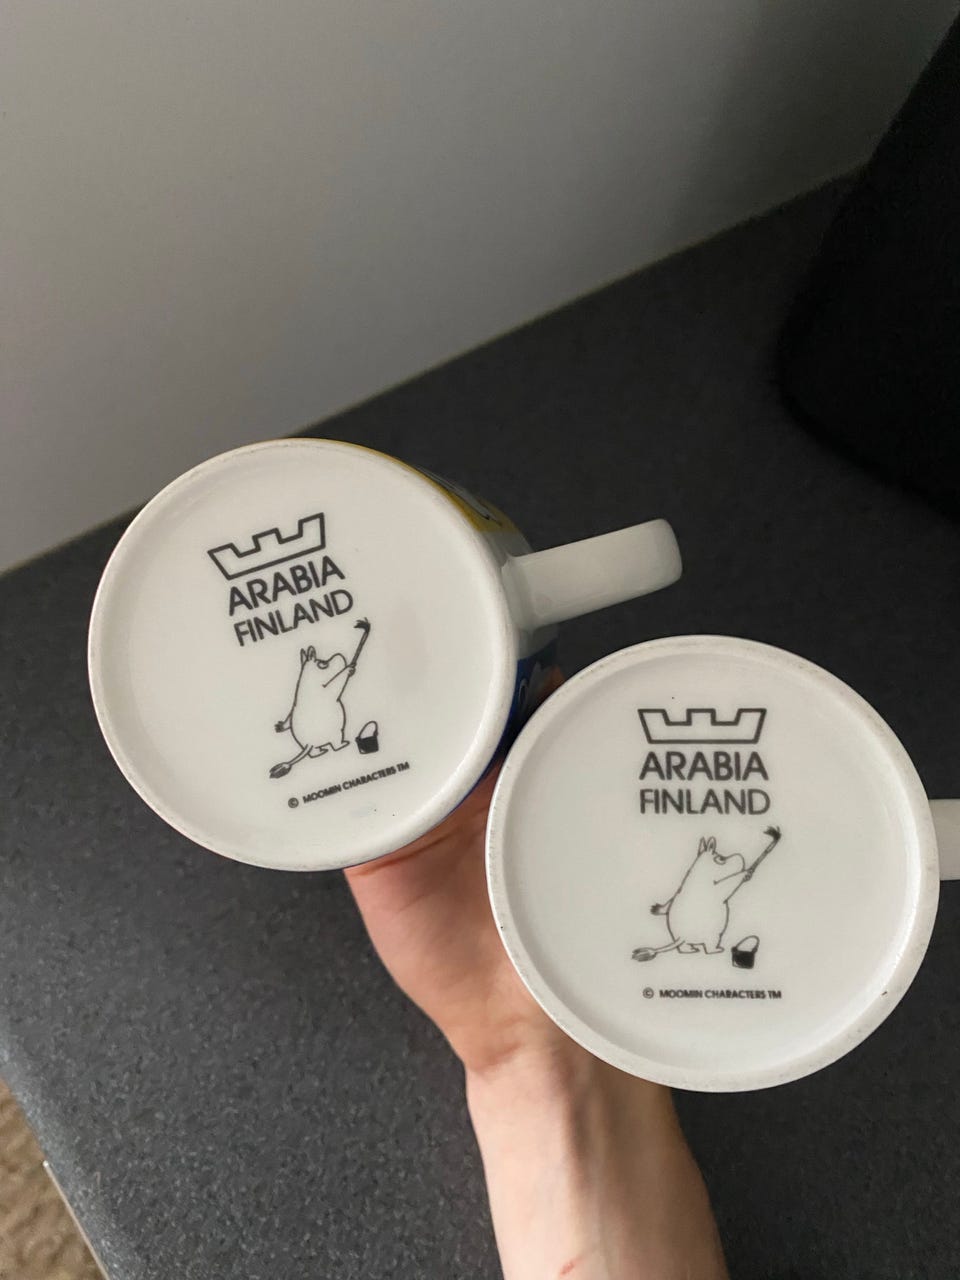 ARABIA
FINLAND
© MOOMIN CHARACTERS TM
ARABIA
FINLAND
© MOOMIN CHARACTERS TM